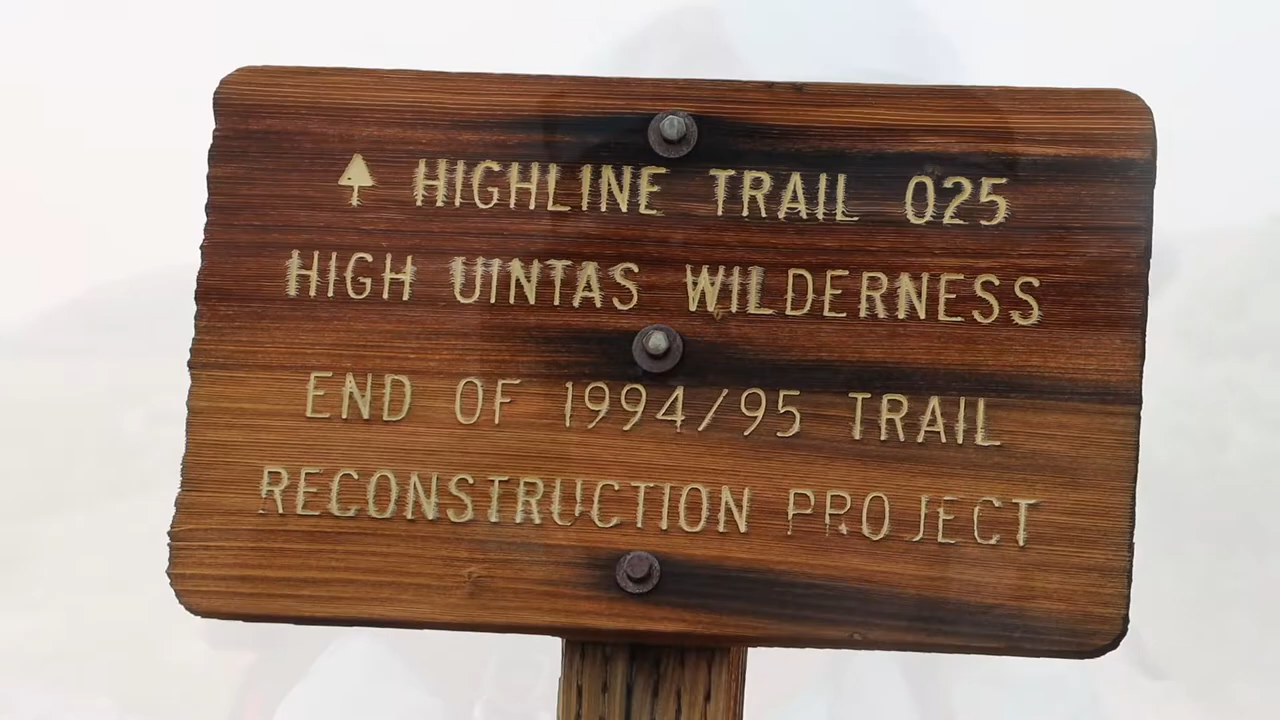 HIGHLINE TRAIL 025
HIGH UINTAS WILDERNESS
END OF 1994/95 TRAIL
RECONSTRUCTION PROJECT